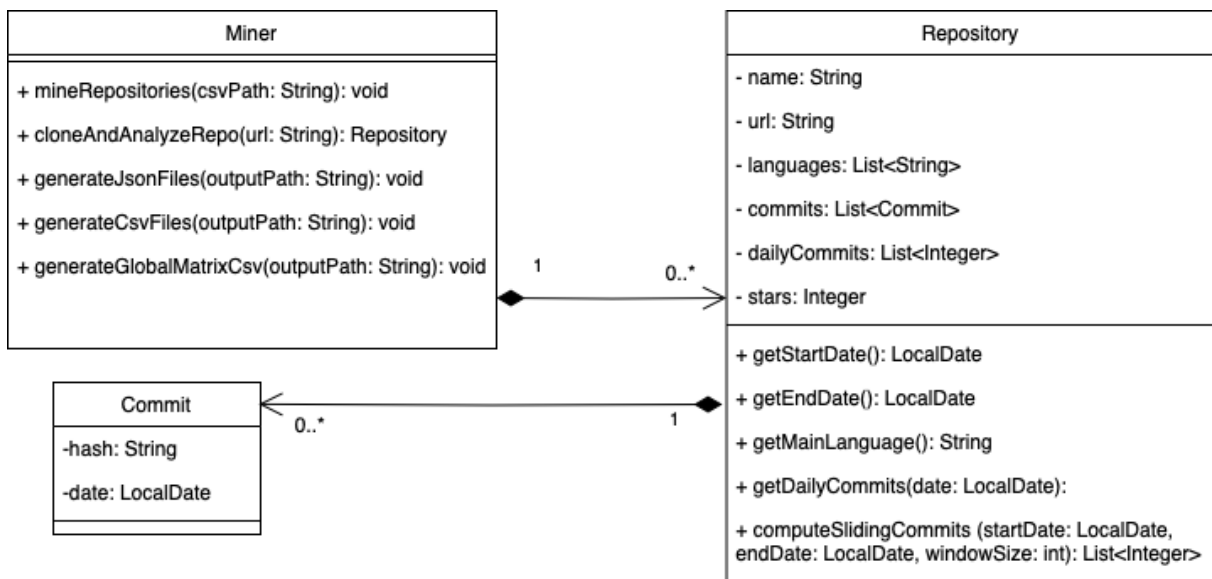 Miner
+ mineRepositories(csvPath: String): void
+ cloneAndAnalyzeRepo(url: String): Repository
+ generateJsonFiles(outputPath: String): void
+ generateCsvFiles(outputPath: String): void
+ generateGlobalMatrixCsv(outputPath: String): void
1
0..*
Repository
- name: String
- url: String
- languages: List<String>
- commits: List<Commit>
- dailyCommits: List<Integer>
- stars: Integer
+ getStartDate(): LocalDate
+ getEndDate(): LocalDate
+ getMainLanguage(): String
+ getDailyCommits(date: LocalDate):
+ computeSlidingCommits (startDate: LocalDate,
endDate: LocalDate, windowSize: int): List<Integer>
Commit
-hash: String
-date: LocalDate
0..*
1